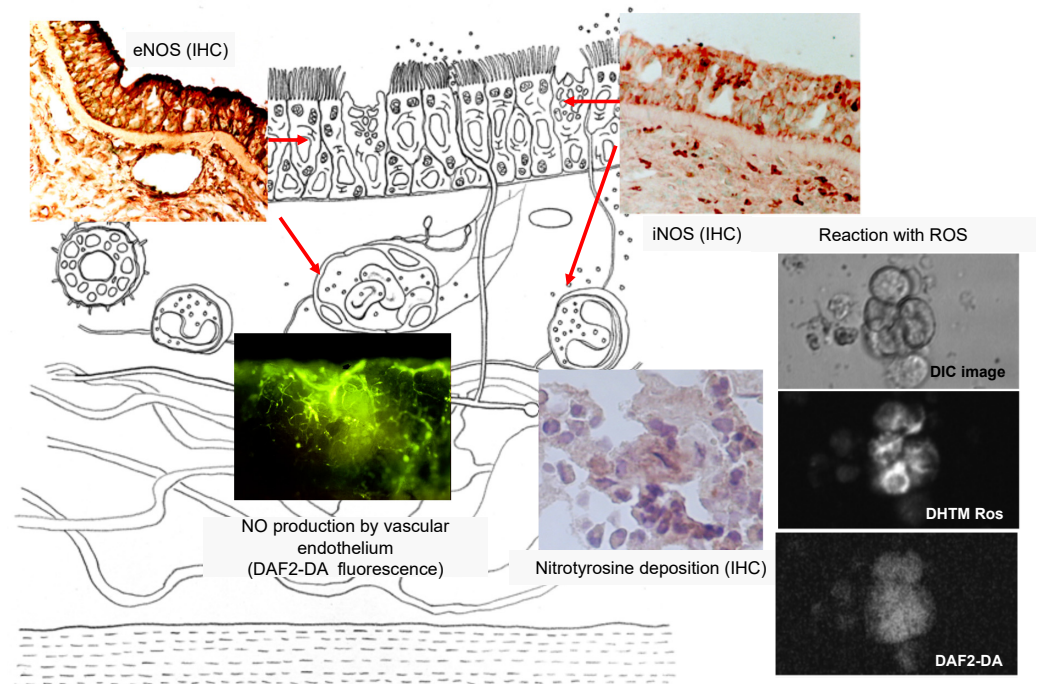 eNOS (IHC)
iNOS (IHC)
Reaction with ROS
DIC image
DHTM Ros
NO production by vascular
endothelium
(DAF2-DA fluorescence)
Nitrotyrosine deposition (IHC)
DAF2-DA